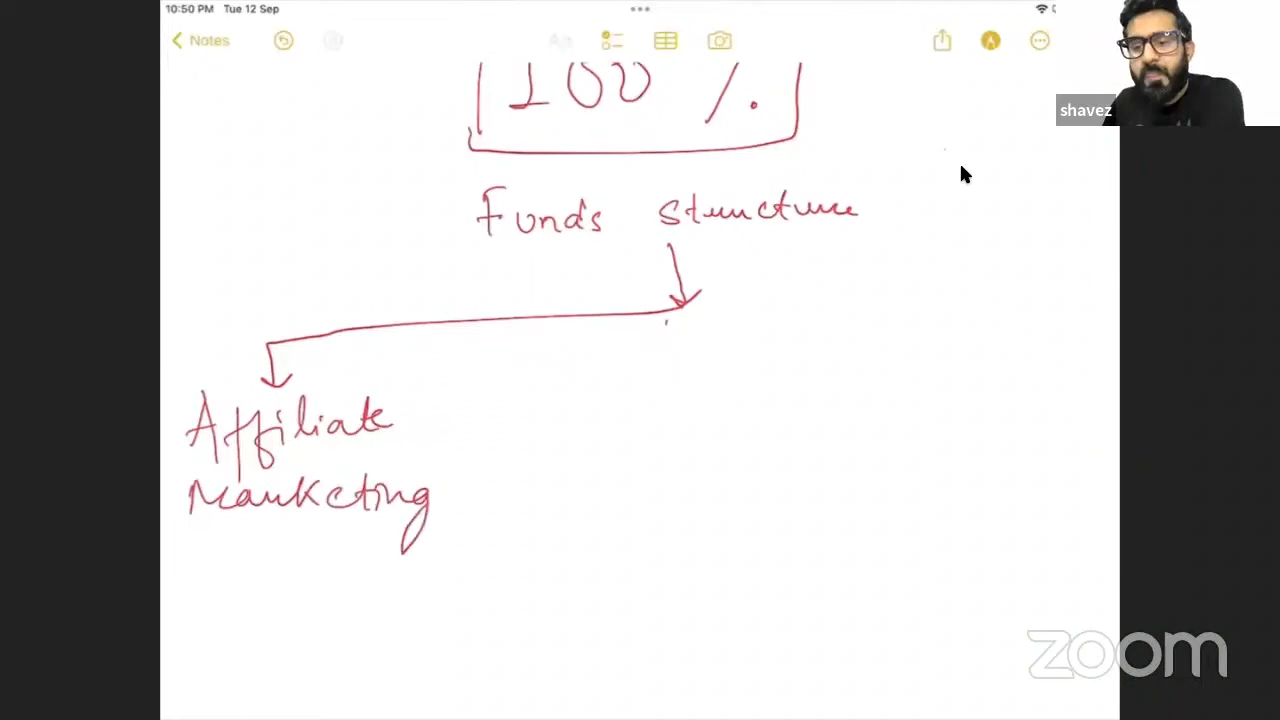 10:50 PM Tue 12 Sep
Notes
shavez
100 %.
Funds structure
Affiliate
Marketing
zoom